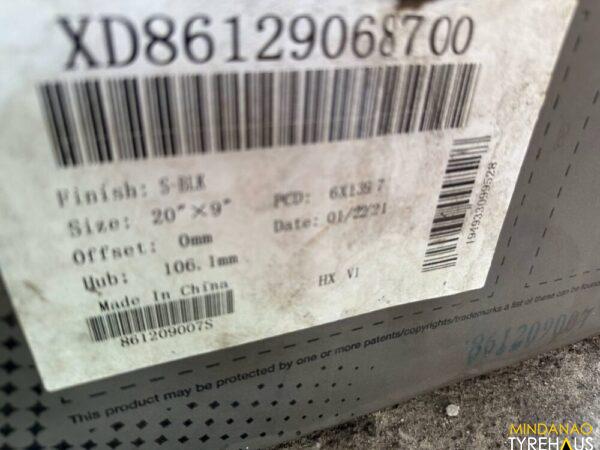 XD86129068700
Finish: S-BLK
Size: 20" × 9"
Offset: 0mm
Hub: 106.1mm
Made In China
861209007S
PCD: 6X139.7
Date: 01/22/21
HX V1
194933099528
This product may be protected by one or more patents/copyrights/trademarks a list of these can be found
861209007
MINDANAO
TYREHAUS